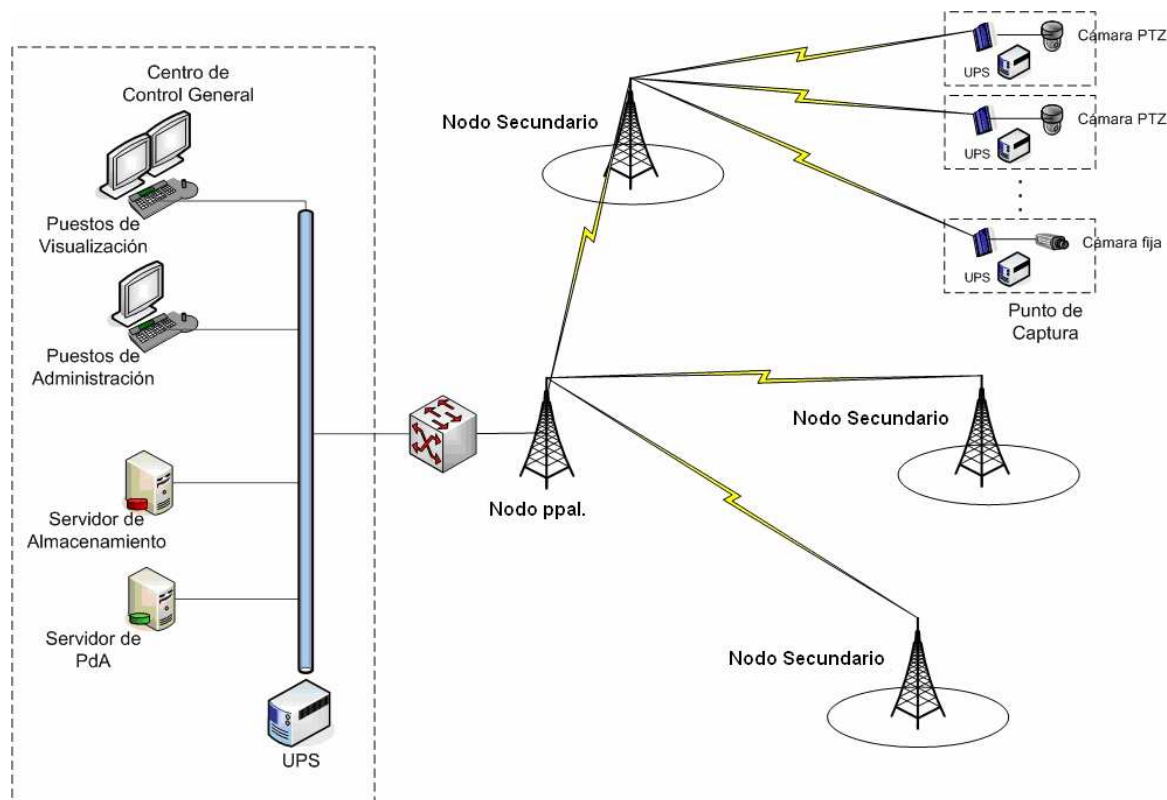 Centro de
Control General
Puestos de
Visualización
Puestos de
Administración
Servidor de
Almacenamiento
Servidor de
PdA
UPS
Nodo ppal.
Nodo Secundario
Nodo Secundario
Nodo Secundario
Cámara PTZ
UPS
Cámara PTZ
UPS
Cámara fija
UPS
Punto de
Captura